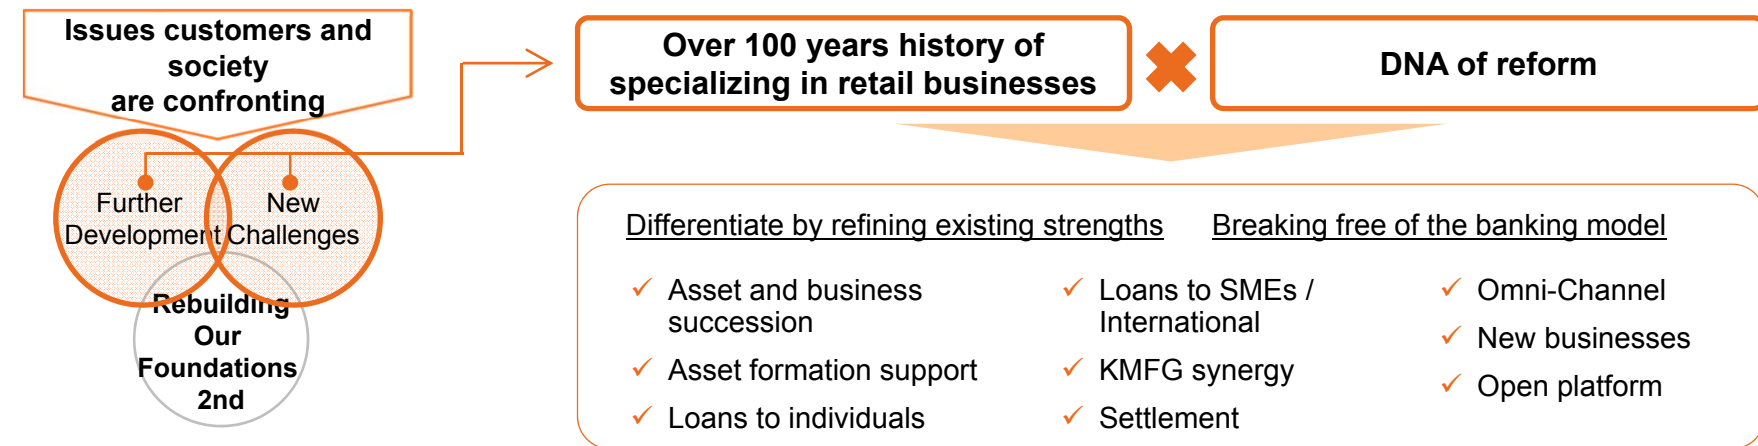 Issues customers and
society
are confronting
Further
Development
New
Challenges
Rebuilding
Our
Foundations
2nd
Over 100 years history of
specializing in retail businesses
DNA of reform
Differentiate by refining existing strengths
Breaking free of the banking model
Asset and business
succession
Asset formation support
Loans to individuals
Loans to SMEs /
International
KMFG synergy
Settlement
Omni-Channel
New businesses
Open platform